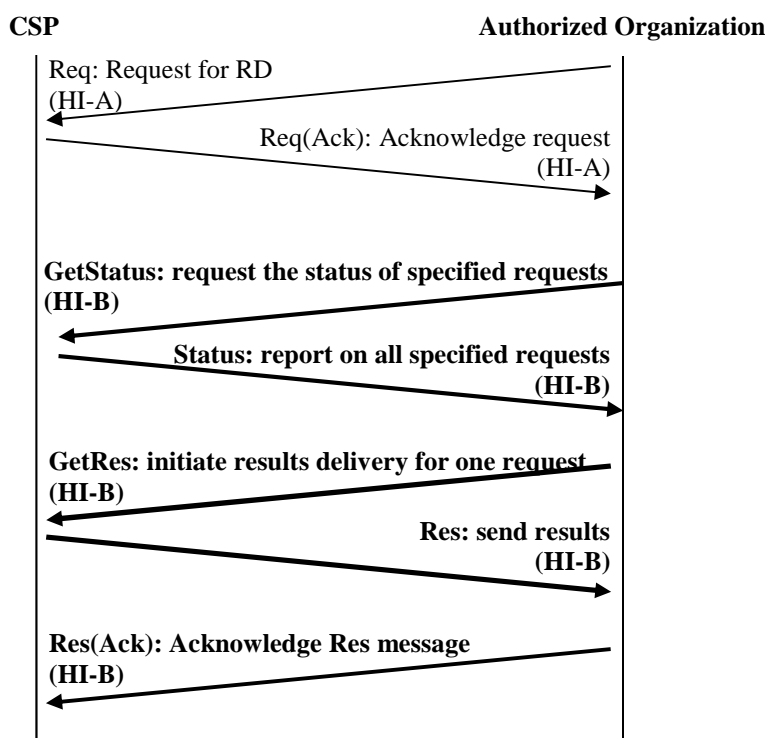 CSP
Authorized Organization
Req: Request for RD
(HI-A)
Req(Ack): Acknowledge request
(HI-A)
GetStatus: request the status of specified requests
(HI-B)
Status: report on all specified requests
(HI-B)
GetRes: initiate results delivery for one request
(HI-B)
Res: send results
(HI-B)
Res(Ack): Acknowledge Res message
(HI-B)